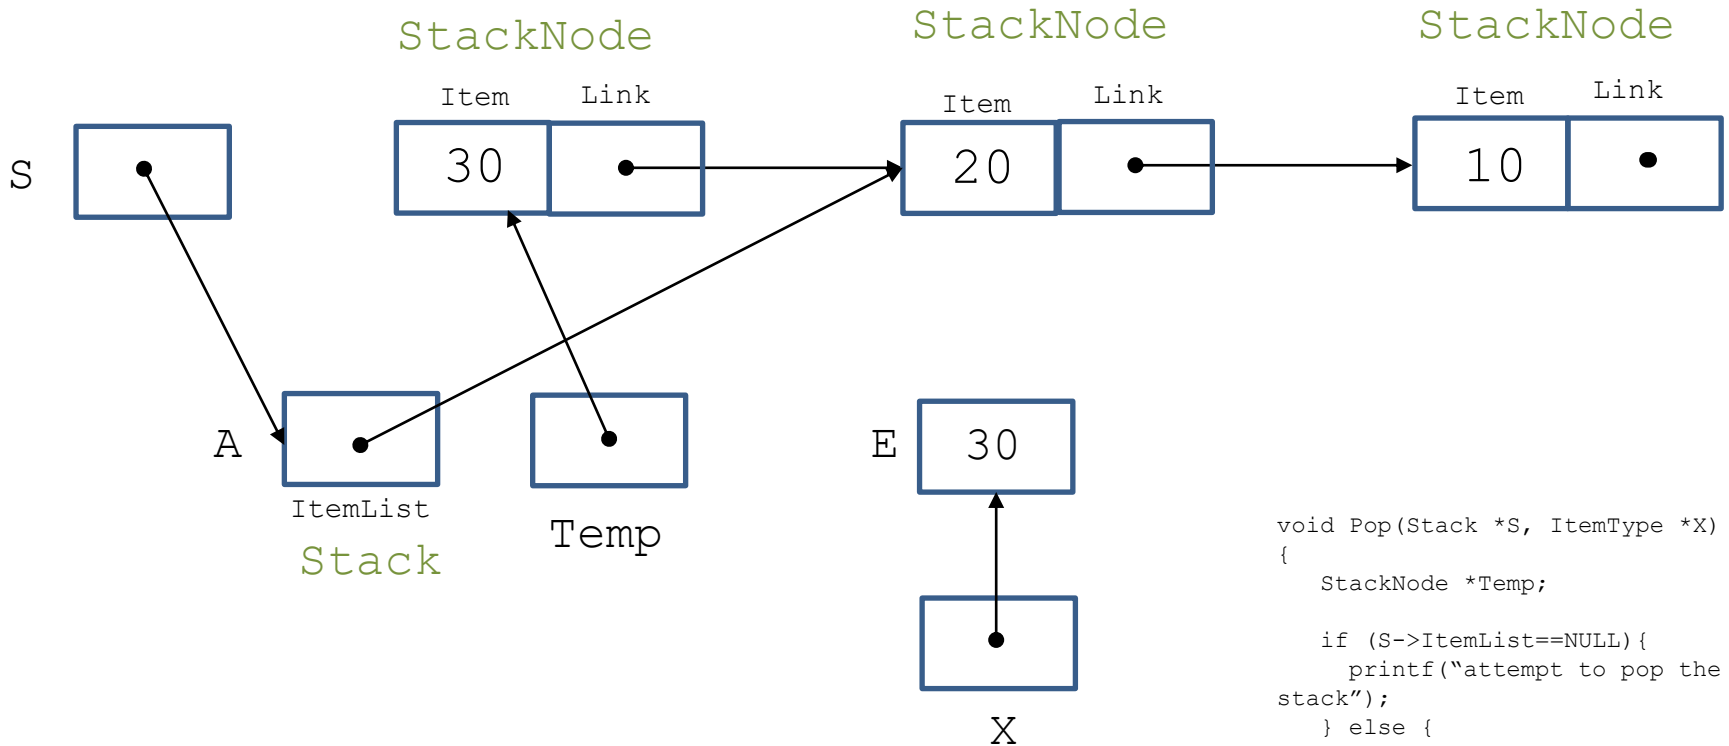 StackNode StackNode StackNode
Item Link Item Link Item Link
S 30 20 10
A E 30
ItemList
Temp
Stack
X
void Pop(Stack *S, ItemType *X)
{
StackNode *Temp;
if (S->ItemList==NULL){
printf(“attempt to pop the
stack”);
} else {